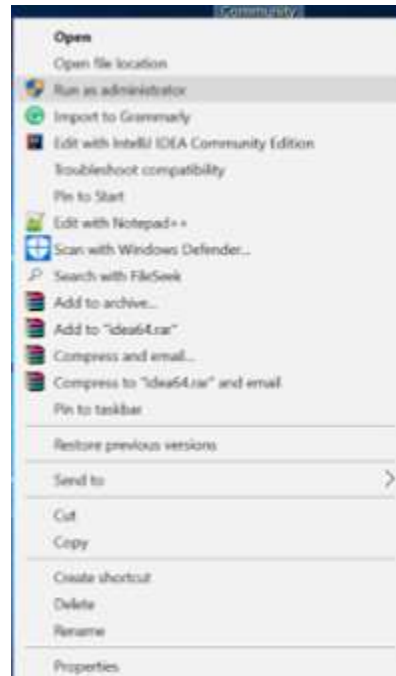 Community
Open
Open file location
Run as administrator
Import to Grammarly
Edit with IntelliJ IDEA Community Edition
Troubleshoot compatibility
Pin to Start
Edit with Notepad++
Scan with Windows Defender...
Search with FileSeek
Add to archive...
Add to "idea64.rar"
Compress and email...
Compress to "idea64.rar" and email
Pin to taskbar
Restore previous versions
Send to
Cut
Copy
Create shortcut
Delete
Rename
Properties